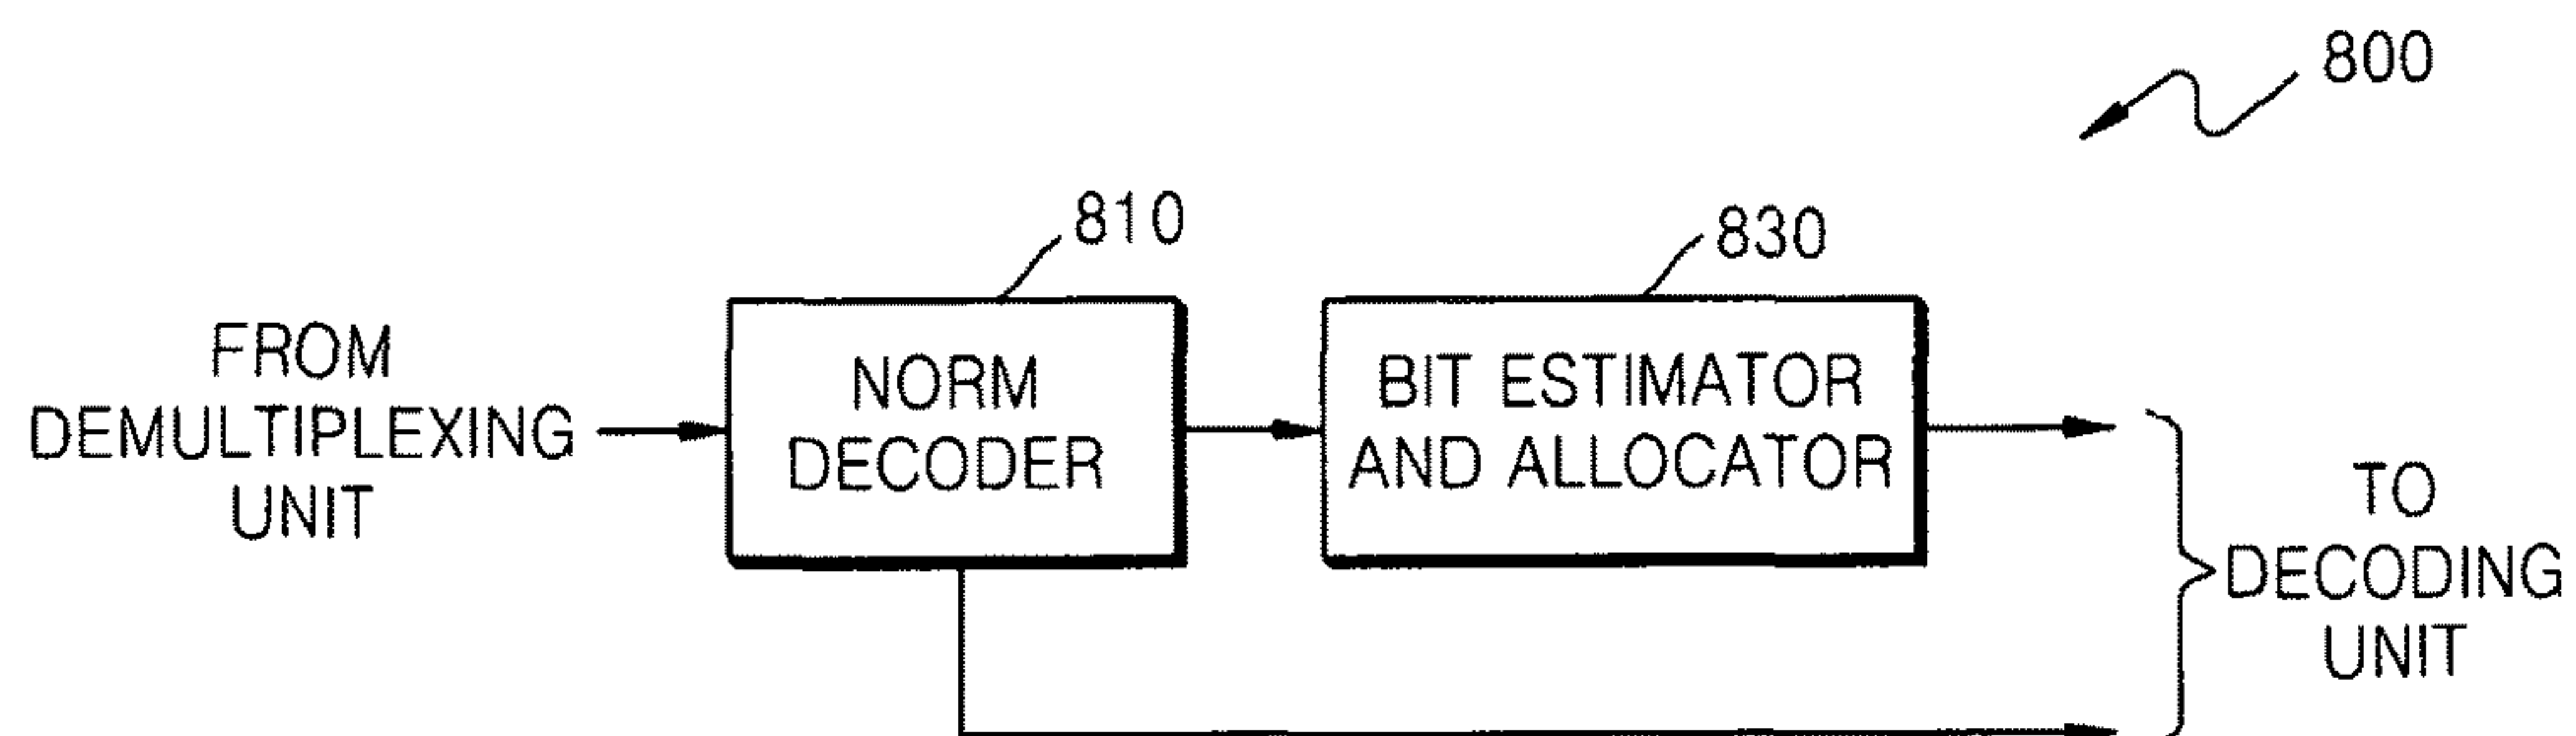 800
810
830
FROM
DEMULTIPLEXING
UNIT
NORM
DECODER
BIT ESTIMATOR
AND ALLOCATOR
TO
DECODING
UNIT